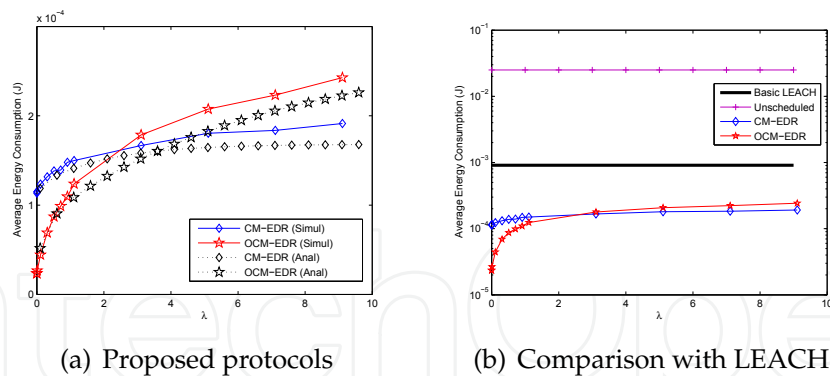 x 10⁻⁴
Average Energy Consumption (J)
2
1
0
0 2 4 6 8 10
λ
CM−EDR (Simul)
OCM−EDR (Simul)
CM−EDR (Anal)
OCM−EDR (Anal)
(a) Proposed protocols
Average Energy Consumption (J)
10⁻¹
10⁻²
10⁻³
10⁻⁴
10⁻⁵
0 2 4 6 8 10
λ
Basic LEACH
Unscheduled
CM−EDR
OCM−EDR
(b) Comparison with LEACH